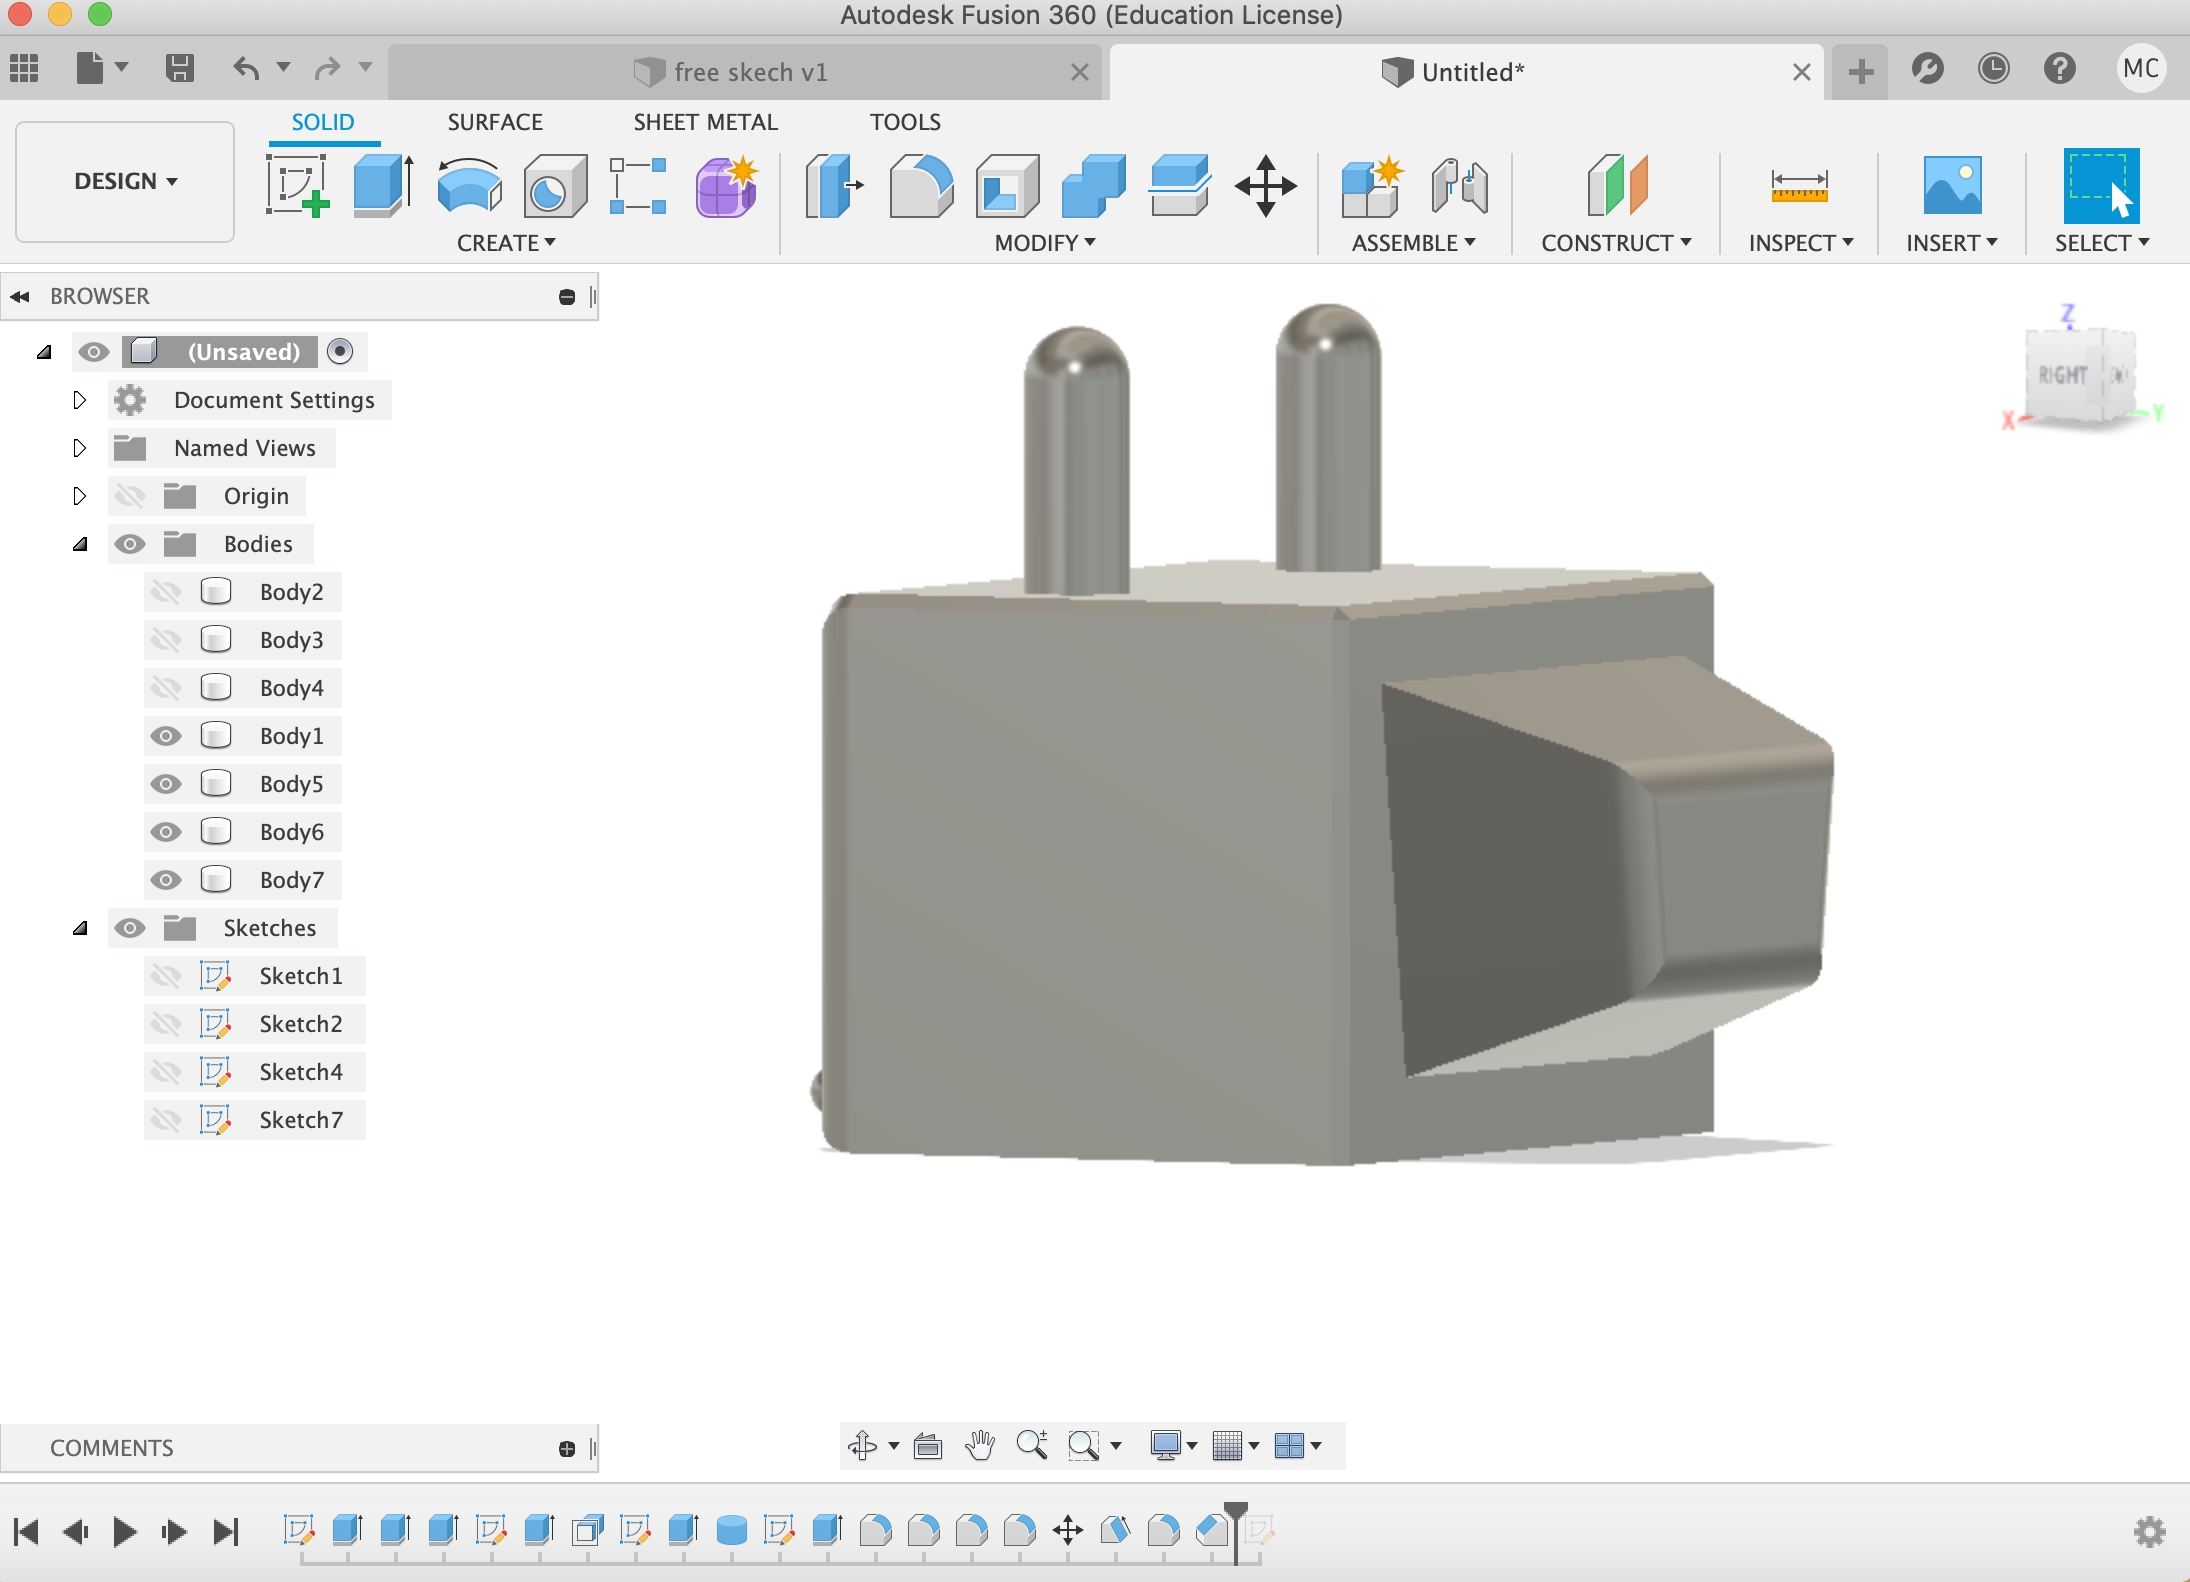 Autodesk Fusion 360 (Education License)
free skech v1
Untitled*
MC
SOLID SURFACE SHEET METAL TOOLS
DESIGN
CREATE MODIFY ASSEMBLE CONSTRUCT INSPECT INSERT SELECT
BROWSER
(Unsaved)
Document Settings
Named Views
Origin
Bodies
Body2
Body3
Body4
Body1
Body5
Body6
Body7
Sketches
Sketch1
Sketch2
Sketch4
Sketch7
Z
RIGHT
X
Y
COMMENTS